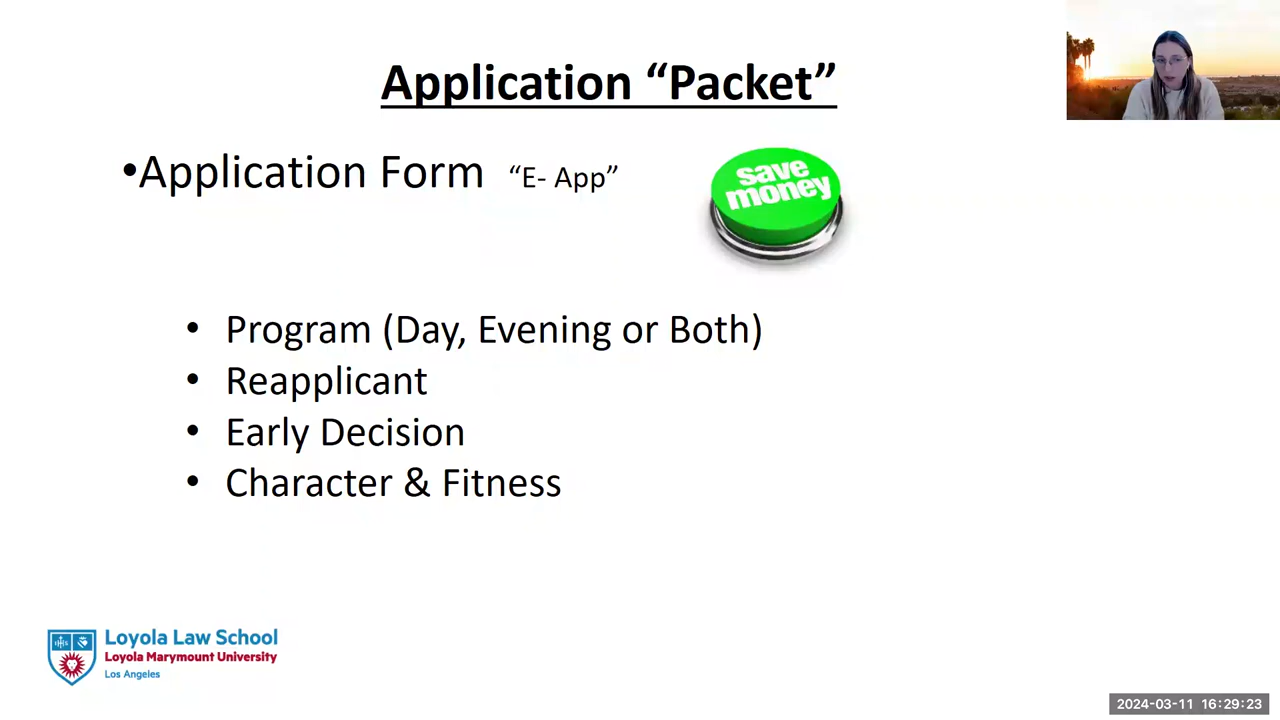 Application “Packet”
•Application Form “E- App”
save
money
• Program (Day, Evening or Both)
• Reapplicant
• Early Decision
• Character & Fitness
Loyola Law School
Loyola Marymount University
Los Angeles
2024-03-11 16:29:23